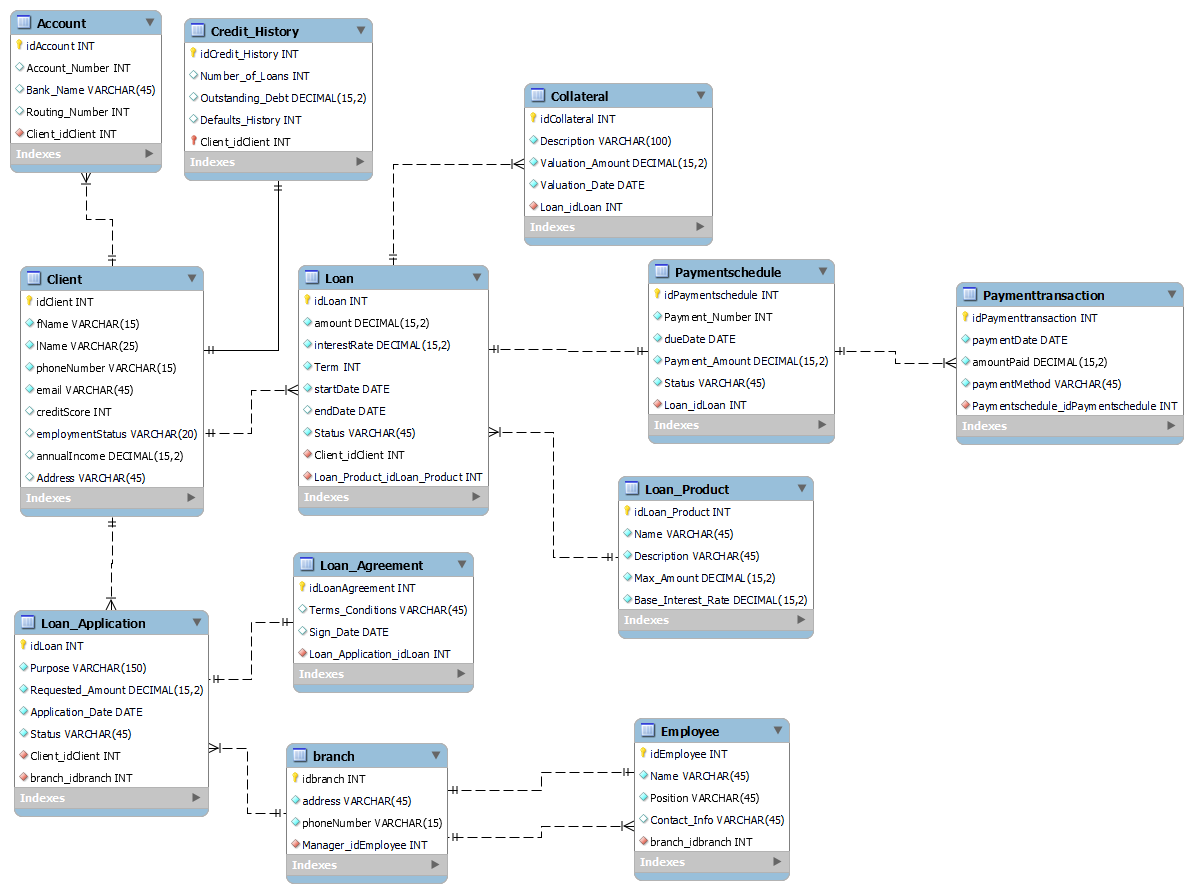 Account
idAccount INT
Account_Number INT
Bank_Name VARCHAR(45)
Routing_Number INT
Client_idClient INT
Indexes
Credit_History
idCredit_History INT
Number_of_Loans INT
Outstanding_Debt DECIMAL(15,2)
Defaults_History INT
Client_idClient INT
Indexes
Collateral
idCollateral INT
Description VARCHAR(100)
Valuation_Amount DECIMAL(15,2)
Valuation_Date DATE
Loan_idLoan INT
Indexes
Client
idClient INT
fName VARCHAR(15)
lName VARCHAR(25)
phoneNumber VARCHAR(15)
email VARCHAR(45)
creditScore INT
employmentStatus VARCHAR(20)
annualIncome DECIMAL(15,2)
Address VARCHAR(45)
Indexes
Loan
idLoan INT
amount DECIMAL(15,2)
interestRate DECIMAL(15,2)
Term INT
startDate DATE
endDate DATE
Status VARCHAR(45)
Client_idClient INT
Loan_Product_idLoan_Product INT
Indexes
Paymentschedule
idPaymentschedule INT
Payment_Number INT
dueDate DATE
Payment_Amount DECIMAL(15,2)
Status VARCHAR(45)
Loan_idLoan INT
Indexes
Paymenttransaction
idPaymenttransaction INT
paymentDate DATE
amountPaid DECIMAL(15,2)
paymentMethod VARCHAR(45)
Paymentschedule_idPaymentschedule INT
Indexes
Loan_Product
idLoan_Product INT
Name VARCHAR(45)
Description VARCHAR(45)
Max_Amount DECIMAL(15,2)
Base_Interest_Rate DECIMAL(15,2)
Indexes
Loan_Agreement
idLoanAgreement INT
Terms_Conditions VARCHAR(45)
Sign_Date DATE
Loan_Application_idLoan INT
Indexes
Loan_Application
idLoan INT
Purpose VARCHAR(150)
Requested_Amount DECIMAL(15,2)
Application_Date DATE
Status VARCHAR(45)
Client_idClient INT
branch_idbranch INT
Indexes
branch
idbranch INT
address VARCHAR(45)
phoneNumber VARCHAR(15)
Manager_idEmployee INT
Indexes
Employee
idEmployee INT
Name VARCHAR(45)
Position VARCHAR(45)
Contact_Info VARCHAR(45)
branch_idbranch INT
Indexes